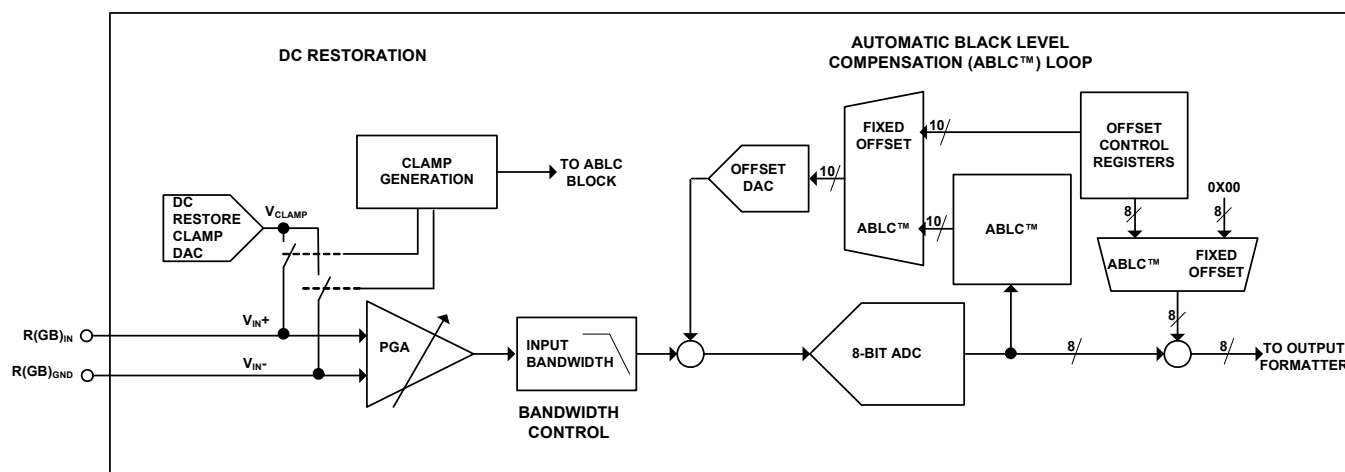 DC RESTORATION
AUTOMATIC BLACK LEVEL
COMPENSATION (ABLC™) LOOP
CLAMP
GENERATION
TO ABLC
BLOCK
DC
RESTORE
CLAMP
DAC
VCLAMP
OFFSET
DAC
10
FIXED
OFFSET
ABLC™
10
10
ABLC™
OFFSET
CONTROL
REGISTERS
0X00
8
8
ABLC™
FIXED
OFFSET
8
R(GB)IN
VIN+
R(GB)GND
VIN-
PGA
INPUT
BANDWIDTH
BANDWIDTH
CONTROL
8-BIT ADC
8
8
TO OUTPUT
FORMATTER